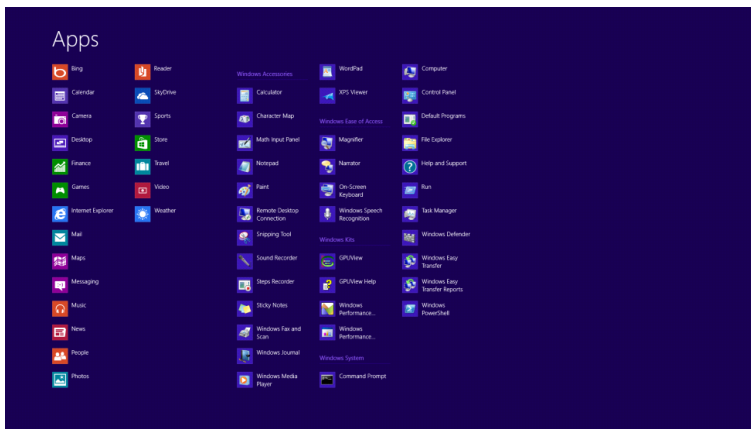 Apps
Bing
Calendar
Camera
Desktop
Finance
Games
Internet Explorer
Mail
Maps
Messaging
Music
News
People
Photos
Reader
SkyDrive
Sports
Store
Travel
Video
Weather
Windows Accessories
Calculator
Character Map
Math Input Panel
Notepad
Paint
Remote Desktop
Connection
Snipping Tool
Sound Recorder
Steps Recorder
Sticky Notes
Windows Fax and
Scan
Windows Journal
Windows Media
Player
WordPad
XPS Viewer
Windows Ease of Access
Magnifier
Narrator
On-Screen
Keyboard
Windows Speech
Recognition
Windows Kits
GPUView
GPUView Help
Windows
Performance...
Windows
Performance...
Windows System
Command Prompt
Computer
Control Panel
Default Programs
File Explorer
Help and Support
Run
Task Manager
Windows Defender
Windows Easy
Transfer
Windows Easy
Transfer Reports
Windows
PowerShell